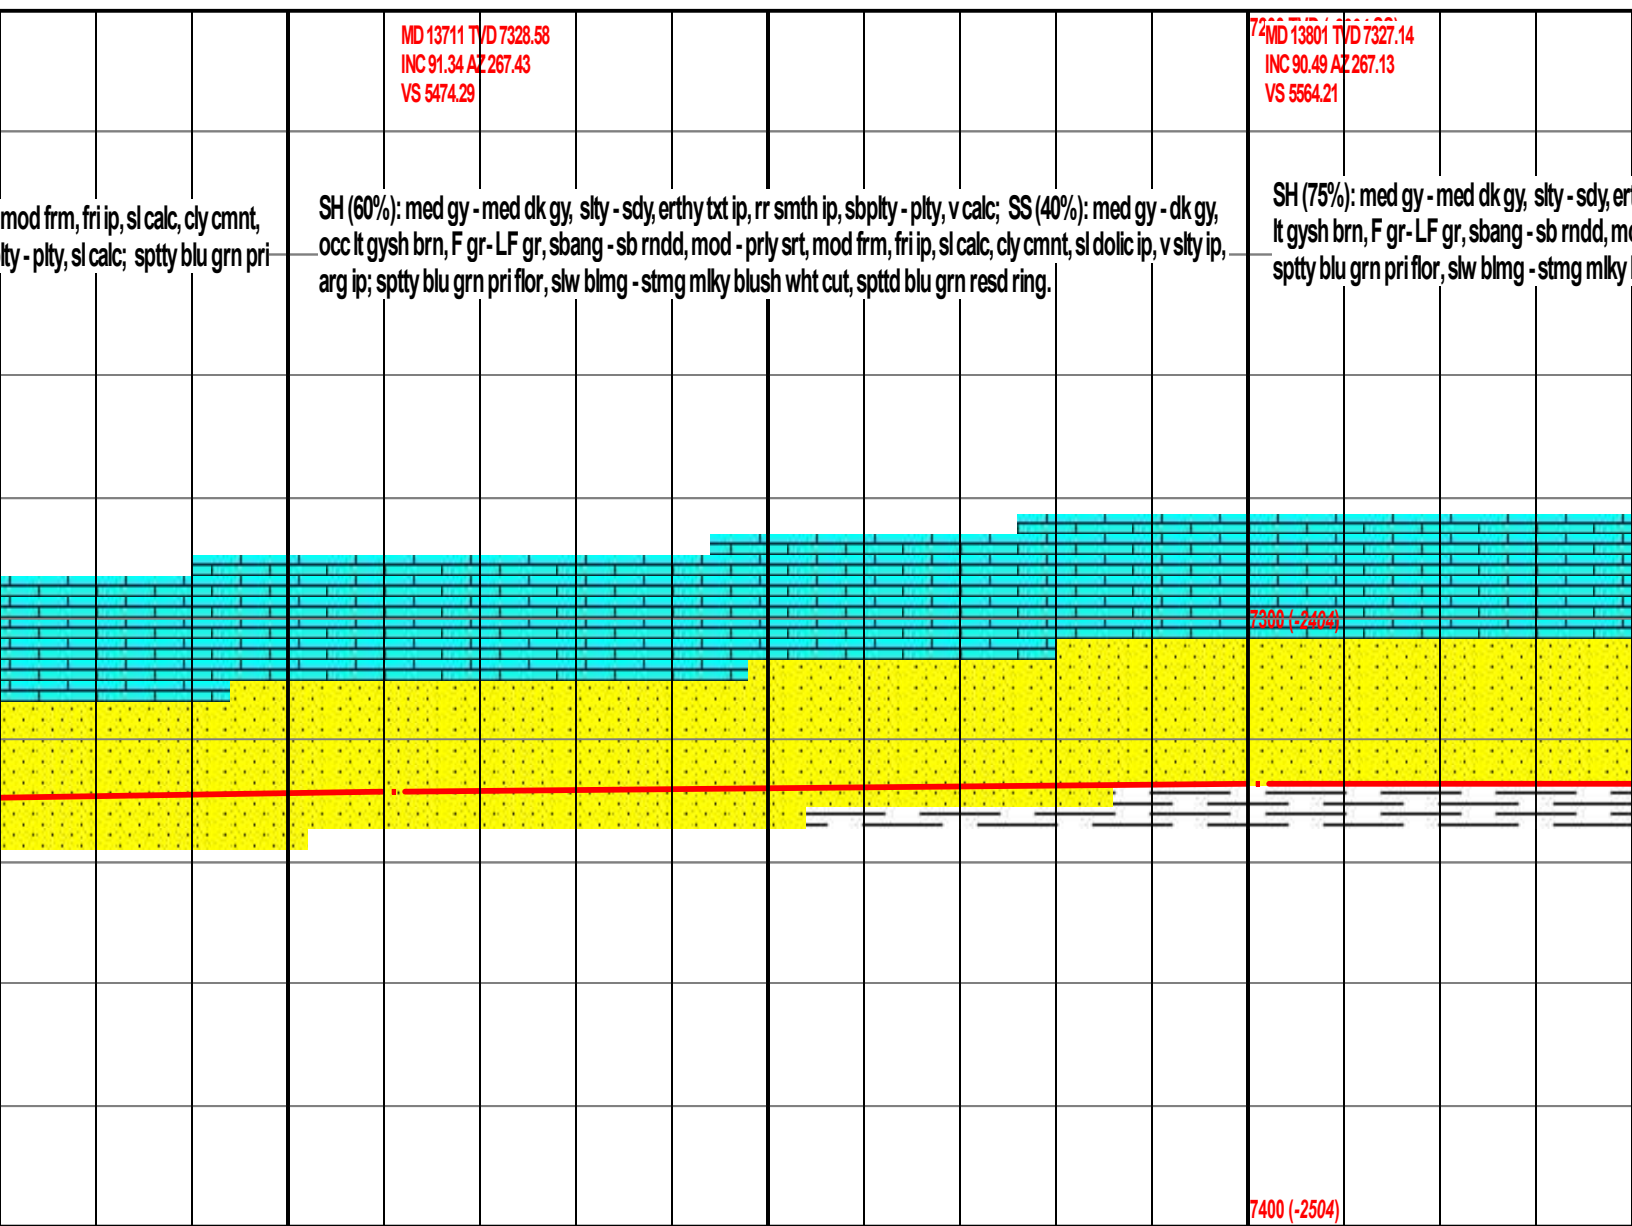 MD 13711 TVD 7328.58
INC 91.34 AZ 267.43
VS 5474.29
MD 13801 TVD 7327.14
INC 90.49 AZ 267.13
VS 5564.21
mod frm, fri ip, sl calc, cly cmnt,
lty - plty, sl calc; sptty blu grn pri
SH (60%): med gy - med dk gy, slty - sdy, erthy txt ip, rr smth ip, sbplty - plty, v calc; SS (40%): med gy - dk gy,
occ lt gysh brn, F gr- LF gr, sbang - sb rndd, mod - prly srt, mod frm, fri ip, sl calc, cly cmnt, sl dolic ip, v slty ip,
arg ip; sptty blu grn pri flor, slw blmg - stmg mlky blush wht cut, spttd blu grn resd ring.
SH (75%): med gy - med dk gy, slty - sdy, ert
lt gysh brn, F gr- LF gr, sbang - sb rndd, mo
sptty blu grn pri flor, slw blmg - stmg mlky
7300 (-2404)
7400 (-2504)